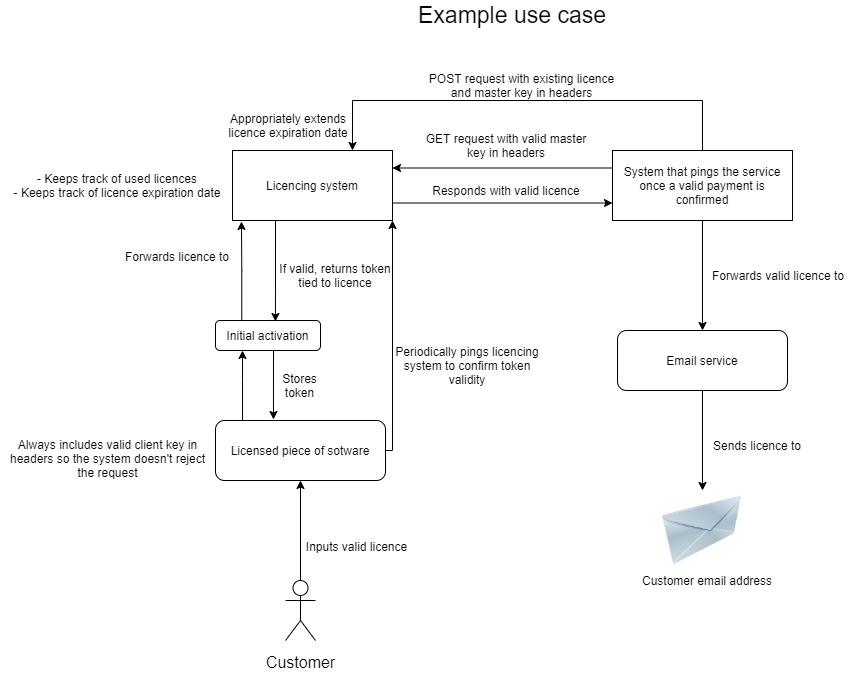 Example use case
POST request with existing licence
and master key in headers
Appropriately extends
licence expiration date
GET request with valid master
key in headers
- Keeps track of used licences
- Keeps track of licence expiration date
Licencing system
Responds with valid licence
System that pings the service
once a valid payment is
confirmed
Forwards licence to
If valid, returns token
tied to licence
Forwards valid licence to
Initial activation
Periodically pings licencing
system to confirm token
validity
Email service
Stores
token
Always includes valid client key in
headers so the system doesn't reject
the request
Licensed piece of sotware
Sends licence to
Inputs valid licence
Customer email address
Customer